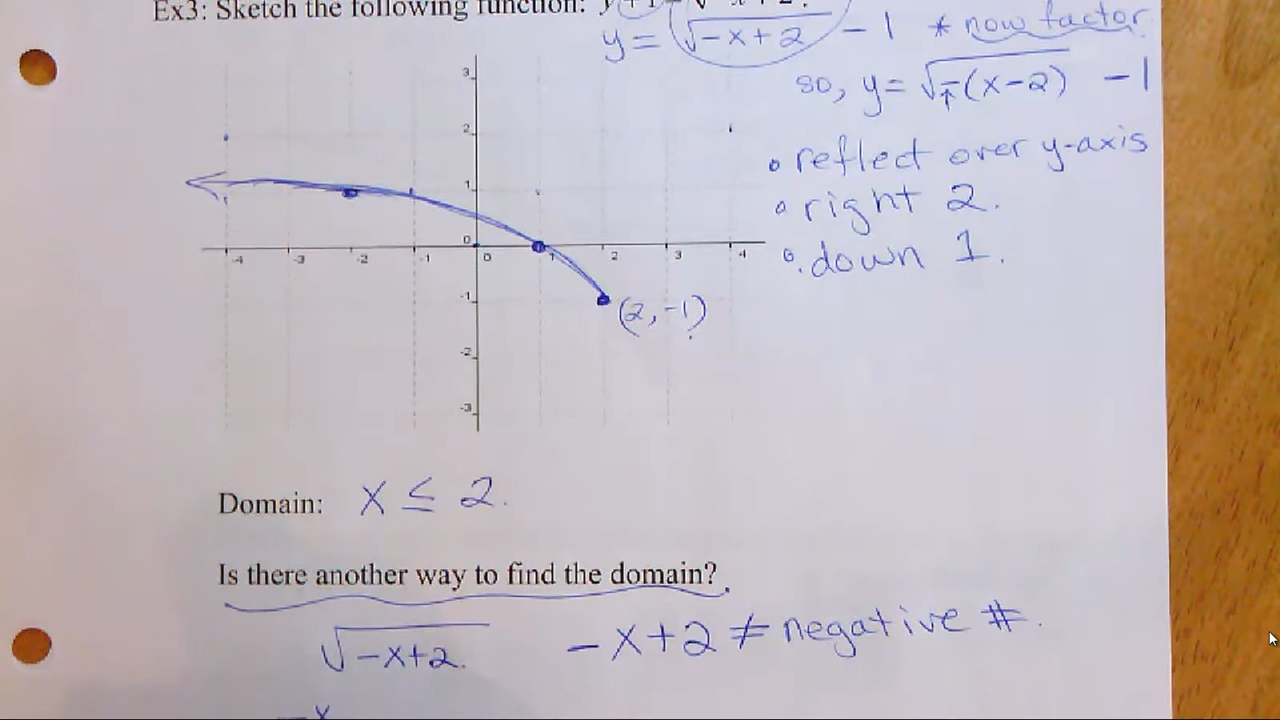 Ex3: Sketch the following function: y + 1 = √-x+2.
y = √-x+2 - 1 * now factor.
so, y = √-(x-2) - 1
• reflect over y-axis
• right 2.
• down 1.
3
2
1
0
-4 -3 -2 -1 0 1 2 3 4
-1
(2,-1)
-2
-3
Domain: x ≤ 2.
Is there another way to find the domain?
√-x+2. -x+2 ≠ negative #.
-x